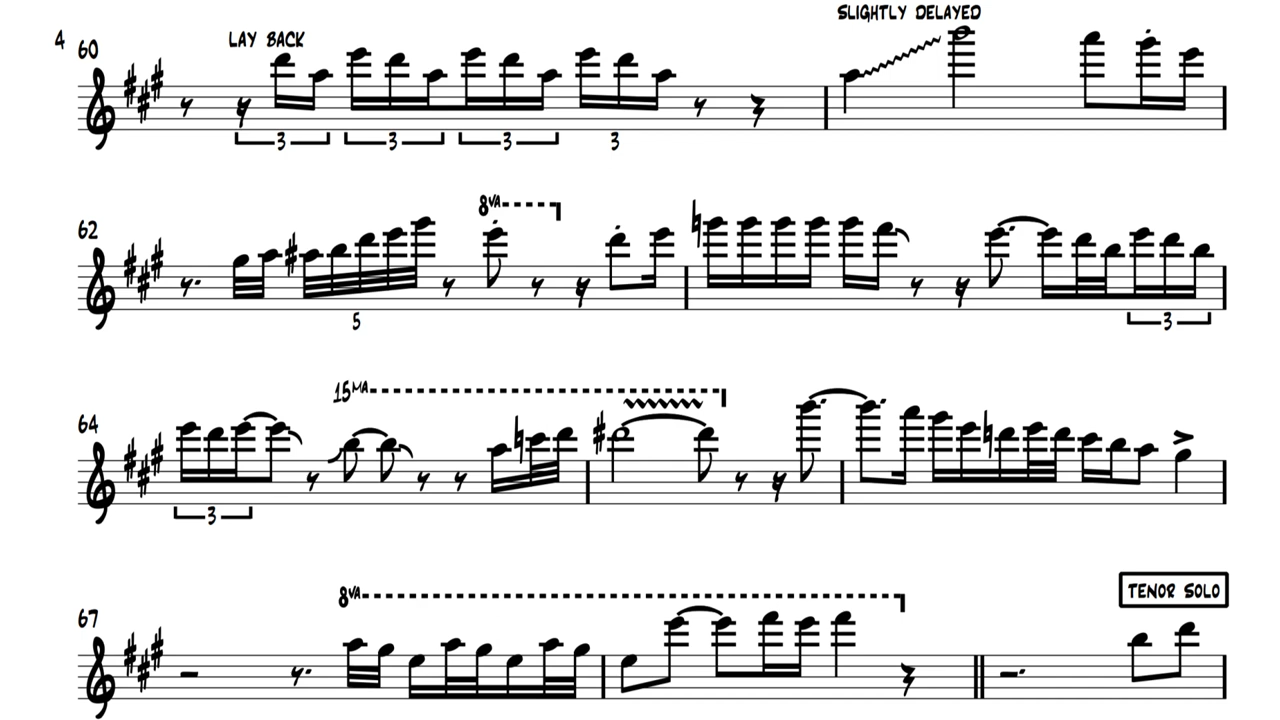 SLIGHTLY DELAYED
4 60 LAY BACK
3 3 3 3
62 8VA
5 3
64 15MA
3
TENOR SOLO
67 8VA